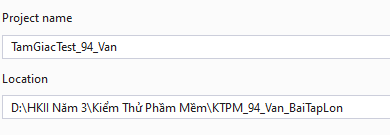 Project name
TamGiacTest_94_Van
Location
D:\HKII Năm 3\Kiểm Thử Phầm Mềm\KTPM_94_Van_BaiTapLon